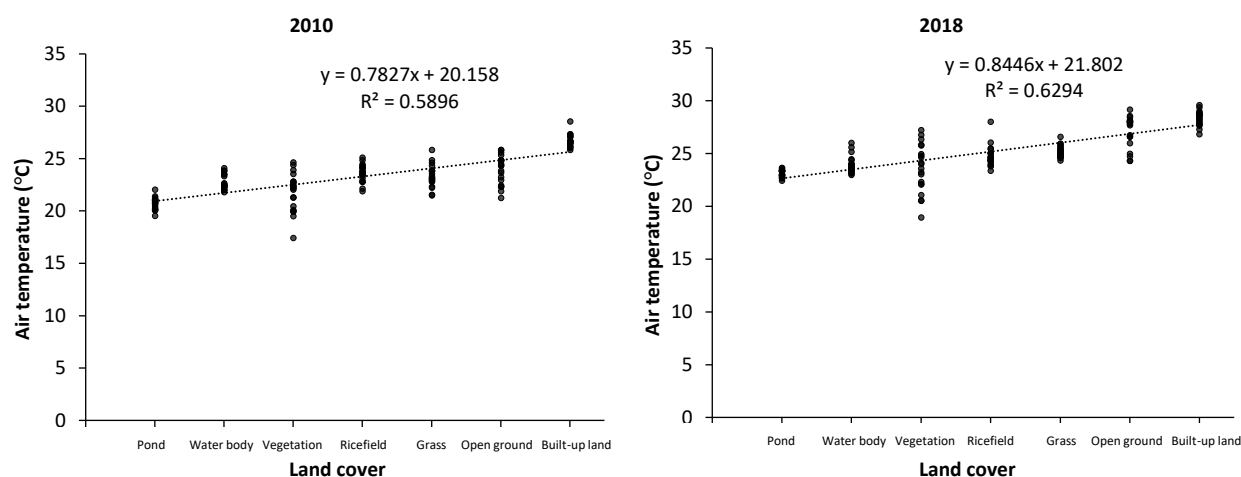 2010
35
30
25
20
15
10
5
0
Air temperature (°C)
y = 0.7827x + 20.158
R² = 0.5896
Pond Water body Vegetation Ricefield Grass Open ground Built-up land
Land cover
2018
35
30
25
20
15
10
5
0
Air temperature (°C)
y = 0.8446x + 21.802
R² = 0.6294
Pond Water body Vegetation Ricefield Grass Open ground Built-up land
Land cover